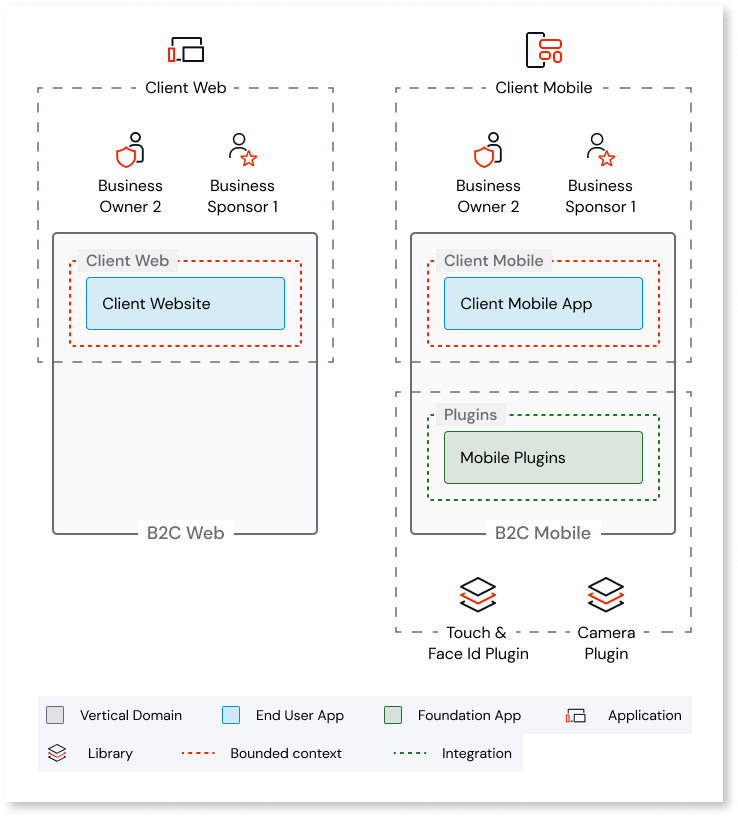 Client Web
Client Mobile
Business
Owner 2
Business
Sponsor 1
Business
Owner 2
Business
Sponsor 1
Client Web
Client Website
Client Mobile
Client Mobile App
Plugins
Mobile Plugins
B2C Web
B2C Mobile
Touch &
Face Id Plugin
Camera
Plugin
Vertical Domain
End User App
Foundation App
Application
Library
Bounded context
Integration